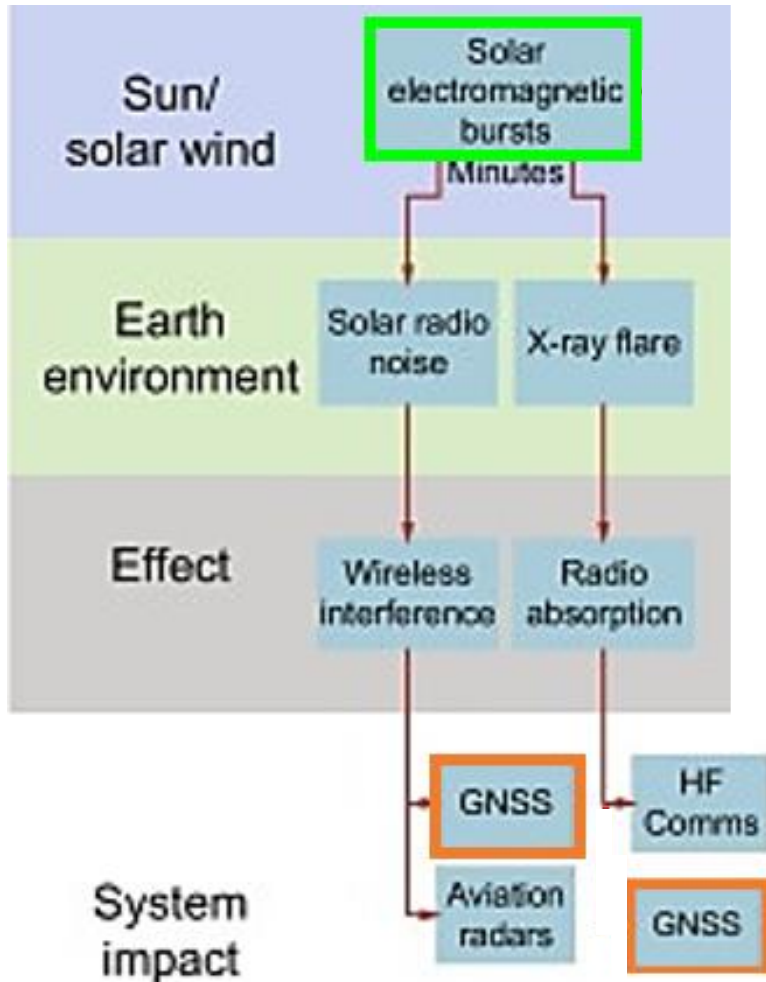 Sun/
solar wind
Solar
electromagnetic
bursts
Minutes
Earth
environment
Solar radio
noise
X-ray flare
Effect
Wireless
interference
Radio
absorption
System
impact
GNSS
HF
Comms
Aviation
radars
GNSS